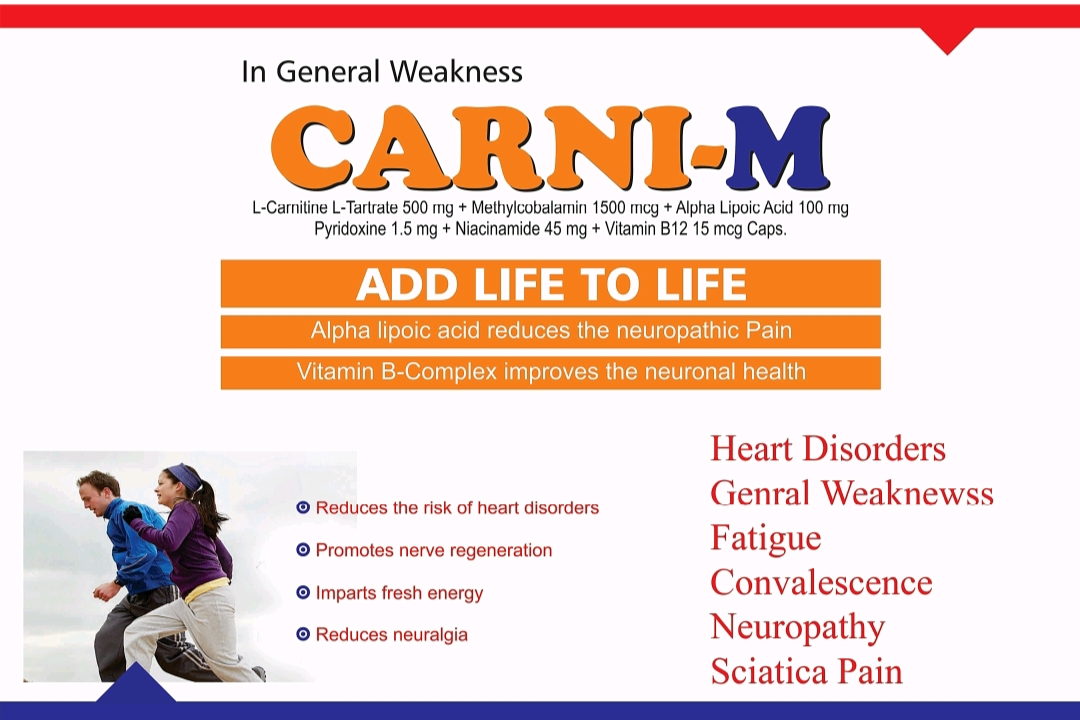 In General Weakness
CARNI-M
L-Carnitine L-Tartrate 500 mg + Methylcobalamin 1500 mcg + Alpha Lipoic Acid 100 mg
Pyridoxine 1.5 mg + Niacinamide 45 mg + Vitamin B12 15 mcg Caps.
ADD LIFE TO LIFE
Alpha lipoic acid reduces the neuropathic Pain
Vitamin B-Complex improves the neuronal health
Reduces the risk of heart disorders
Promotes nerve regeneration
Imparts fresh energy
Reduces neuralgia
Heart Disorders
Genral Weaknewss
Fatigue
Convalescence
Neuropathy
Sciatica Pain